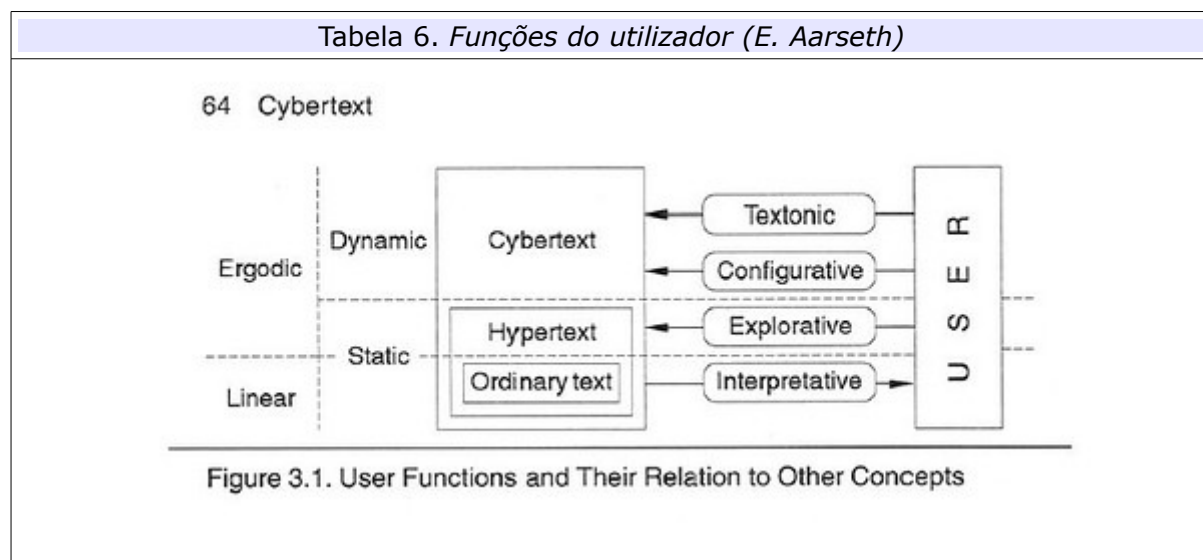 Tabela 6. Funções do utilizador (E. Aarseth)
64 Cybertext
Textonic
Dynamic
Cybertext
Ergodic
Configurative
Hypertext
Explorative
Static
Ordinary text
Interpretative
Linear
USER
Figure 3.1. User Functions and Their Relation to Other Concepts